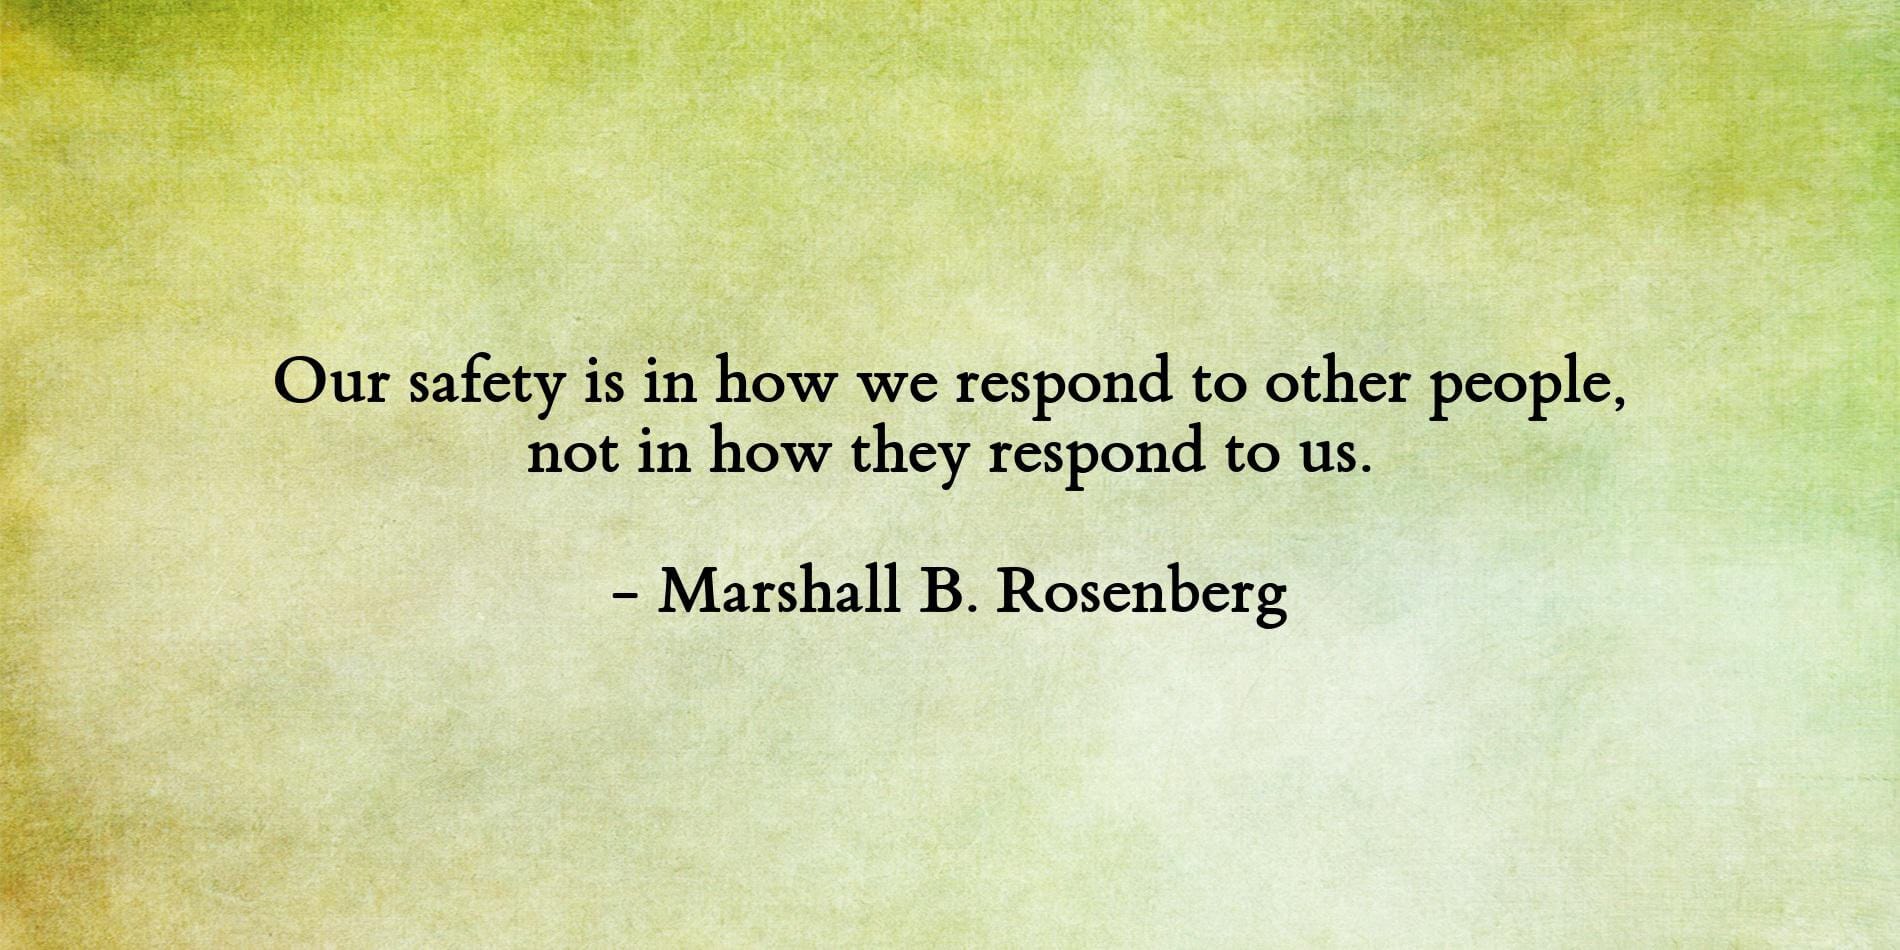 Our safety is in how we respond to other people,
not in how they respond to us.
– Marshall B. Rosenberg